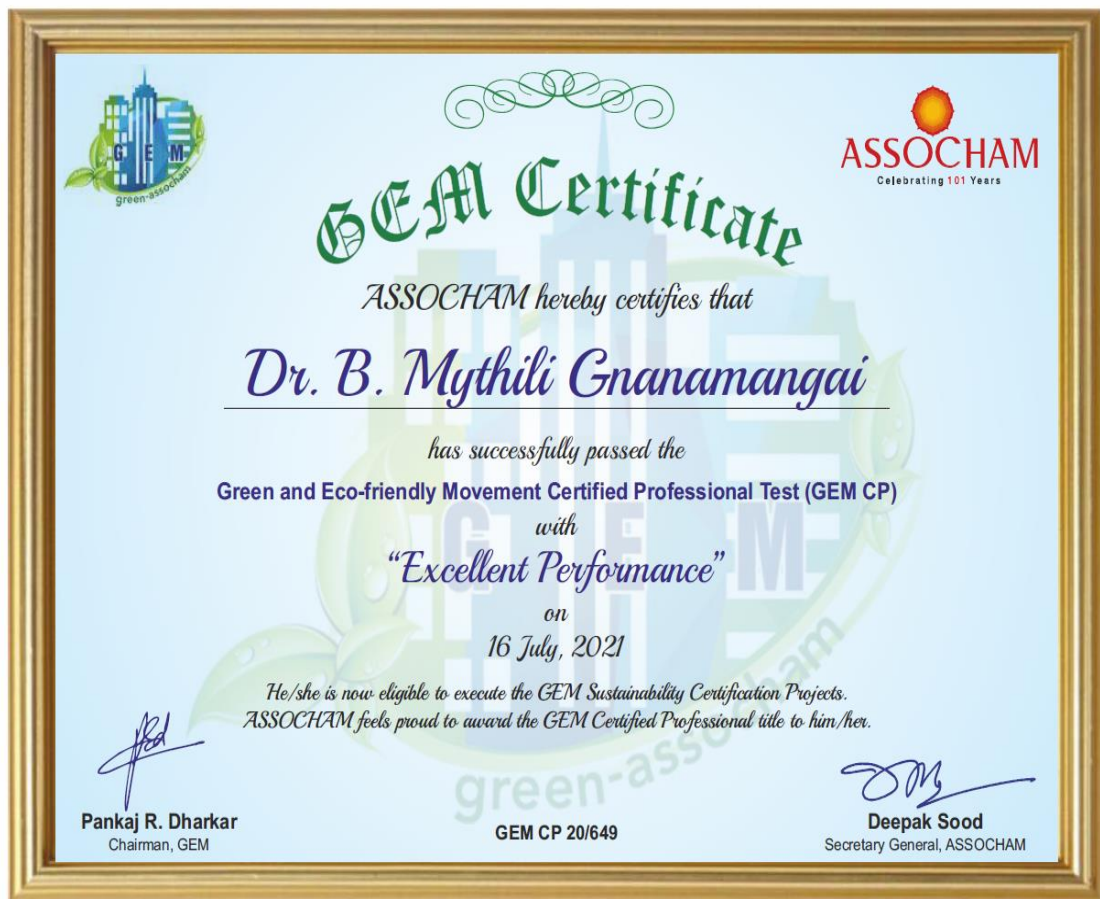 G E M
green-assocham
ASSOCHAM
Celebrating 101 Years
GEM Certificate
ASSOCHAM hereby certifies that
Dr. B. Mythili Gnanamangai
has successfully passed the
Green and Eco-friendly Movement Certified Professional Test (GEM CP)
with
“Excellent Performance”
on
16 July, 2021
He/she is now eligible to execute the GEM Sustainability Certification Projects.
ASSOCHAM feels proud to award the GEM Certified Professional title to him/her.
G E M
green-assocham
Pankaj R. Dharkar
Chairman, GEM
GEM CP 20/649
Deepak Sood
Secretary General, ASSOCHAM